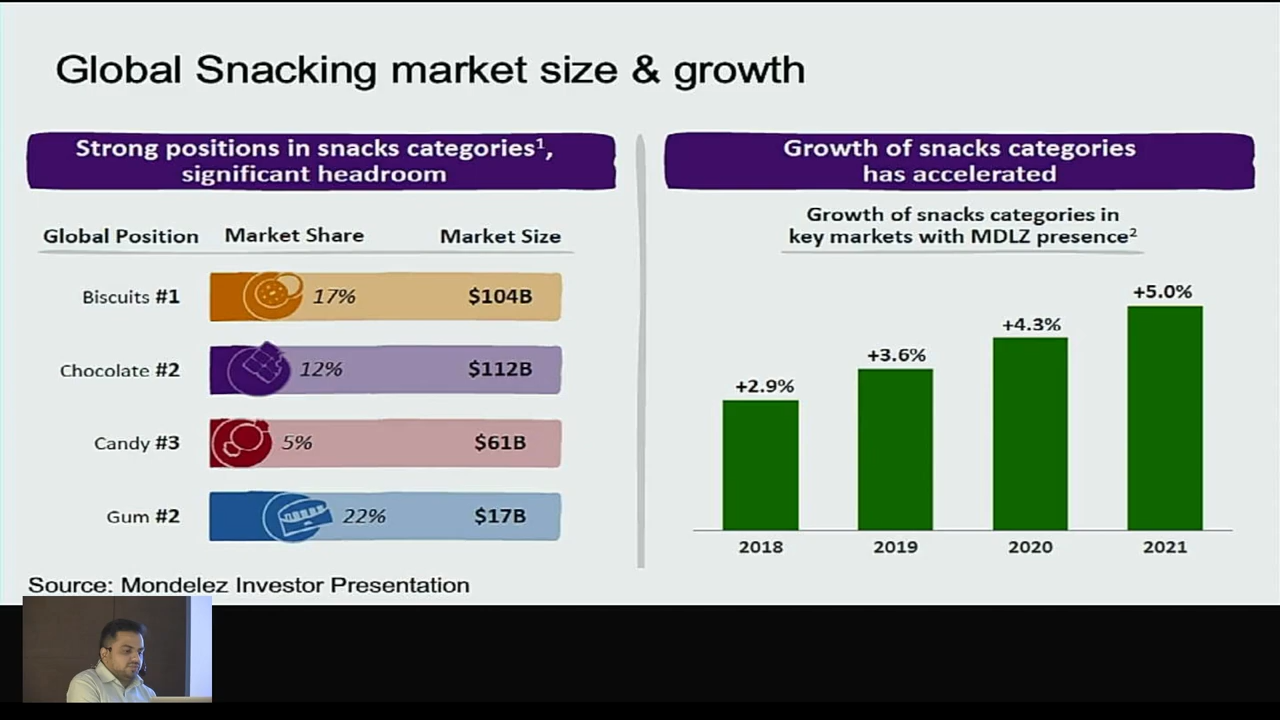 Global Snacking market size & growth
Strong positions in snacks categories¹,
significant headroom
Global Position Market Share Market Size
Biscuits #1 17% $104B
Chocolate #2 12% $112B
Candy #3 5% $61B
Gum #2 22% $17B
Source: Mondelez Investor Presentation
Growth of snacks categories
has accelerated
Growth of snacks categories in
key markets with MDLZ presence²
+2.9% +3.6% +4.3% +5.0%
2018 2019 2020 2021